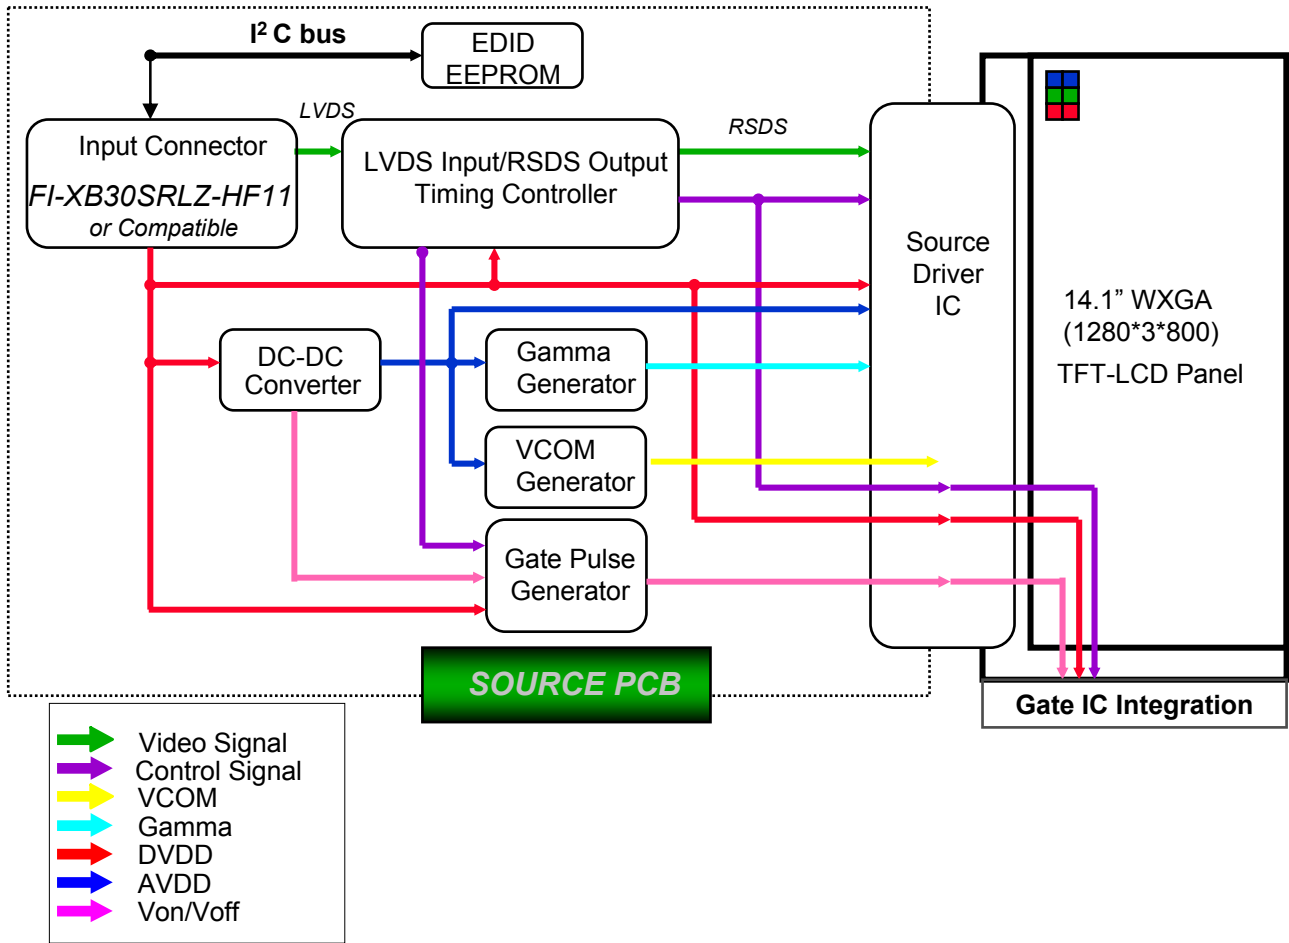 I² C bus
EDID
EEPROM
LVDS
RSDS
Input Connector
FI-XB30SRLZ-HF11
or Compatible
LVDS Input/RSDS Output
Timing Controller
Source
Driver
IC
14.1” WXGA
(1280*3*800)
TFT-LCD Panel
DC-DC
Converter
Gamma
Generator
VCOM
Generator
Gate Pulse
Generator
SOURCE PCB
Gate IC Integration
Video Signal
Control Signal
VCOM
Gamma
DVDD
AVDD
Von/Voff